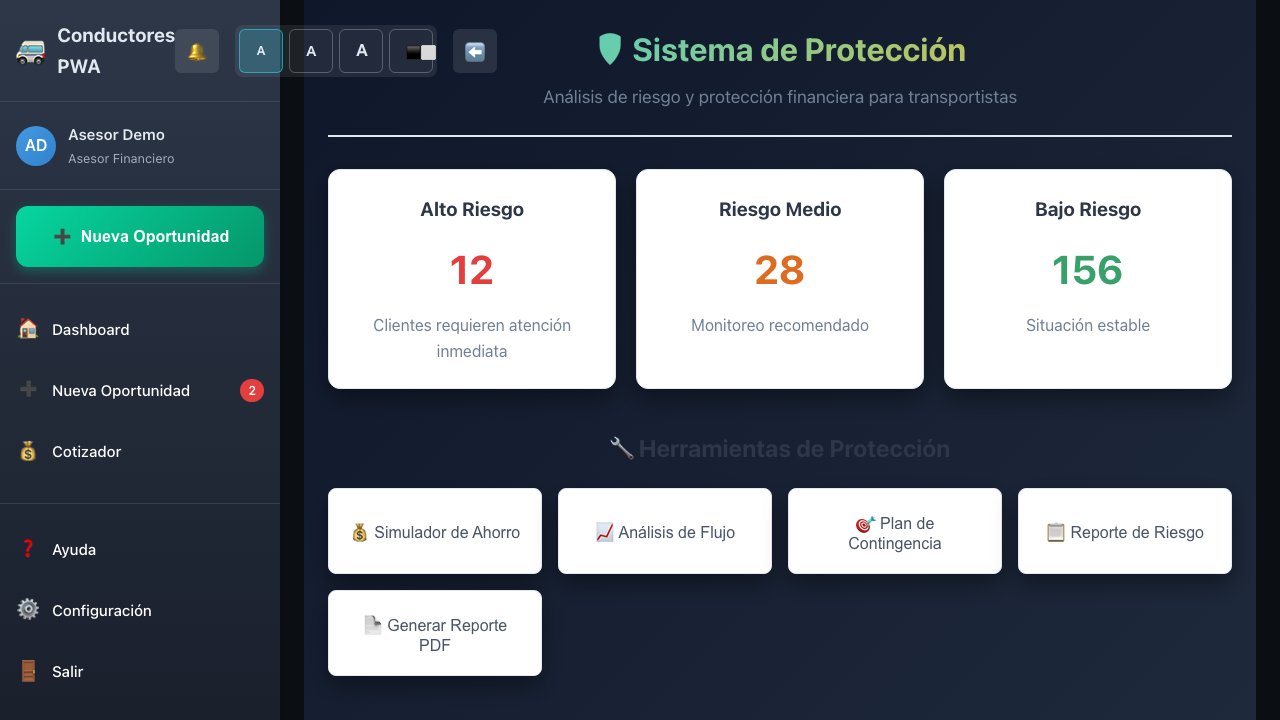 Conductores
PWA
A
A
A
Asesor Demo
AD
Asesor Financiero
Nueva Oportunidad
Dashboard
Nueva Oportunidad
2
Cotizador
Ayuda
Configuración
Salir
Sistema de Protección
Análisis de riesgo y protección financiera para transportistas
Alto Riesgo
12
Clientes requieren atención
inmediata
Riesgo Medio
28
Monitoreo recomendado
Bajo Riesgo
156
Situación estable
Herramientas de Protección
Simulador de Ahorro
Análisis de Flujo
Plan de
Contingencia
Reporte de Riesgo
Generar Reporte
PDF